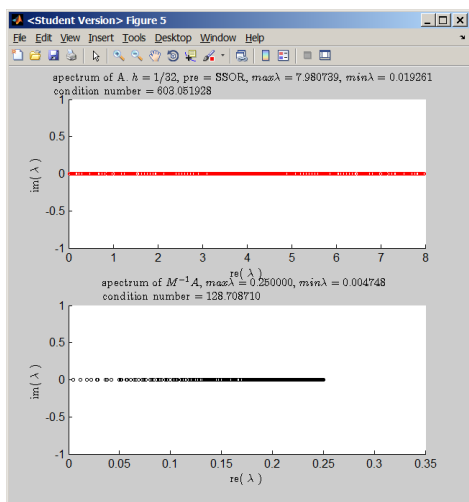 <Student Version> Figure 5
File Edit View Insert Tools Desktop Window Help
spectrum of A. h = 1/32, pre = SSOR, maxλ = 7.980739, minλ = 0.019261
condition number = 603.051928
1
0.5
0
-0.5
-1
im( λ )
0 1 2 3 4 5 6 7 8
re( λ )
spectrum of M⁻¹A, maxλ = 0.250000, minλ = 0.004748
condition number = 128.708710
1
0.5
0
-0.5
-1
im( λ )
0 0.05 0.1 0.15 0.2 0.25 0.3 0.35
re( λ )